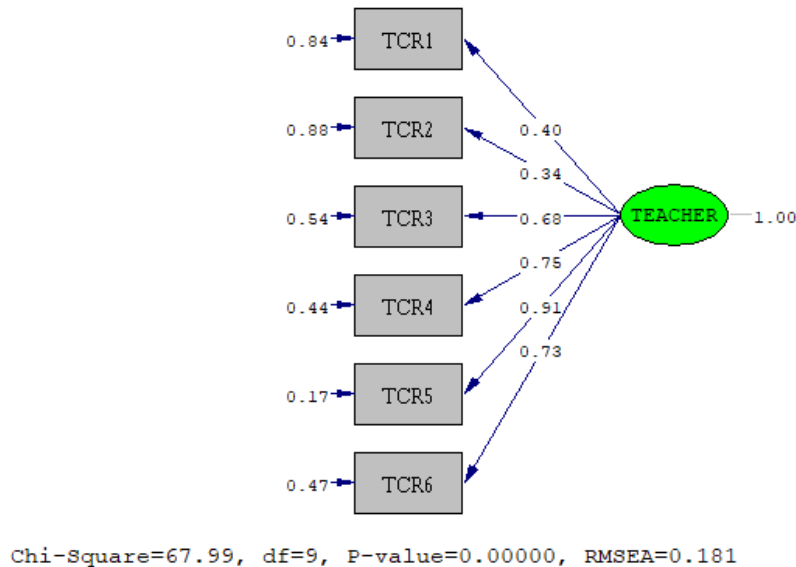 0.84 TCR1
0.40
0.88 TCR2
0.34
0.54 TCR3 0.68 TEACHER 1.00
0.75
0.44 TCR4 0.91
0.73
0.17 TCR5
0.47 TCR6
Chi-Square=67.99, df=9, P-value=0.00000, RMSEA=0.181